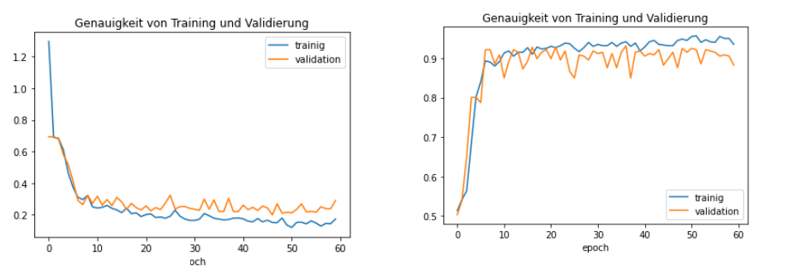 Genauigkeit von Training und Validierung
trainig
validation
1.2
1.0
0.8
0.6
0.4
0.2
0 10 20 30 40 50 60
och
Genauigkeit von Training und Validierung
0.9
0.8
0.7
0.6
0.5
trainig
validation
0 10 20 30 40 50 60
epoch